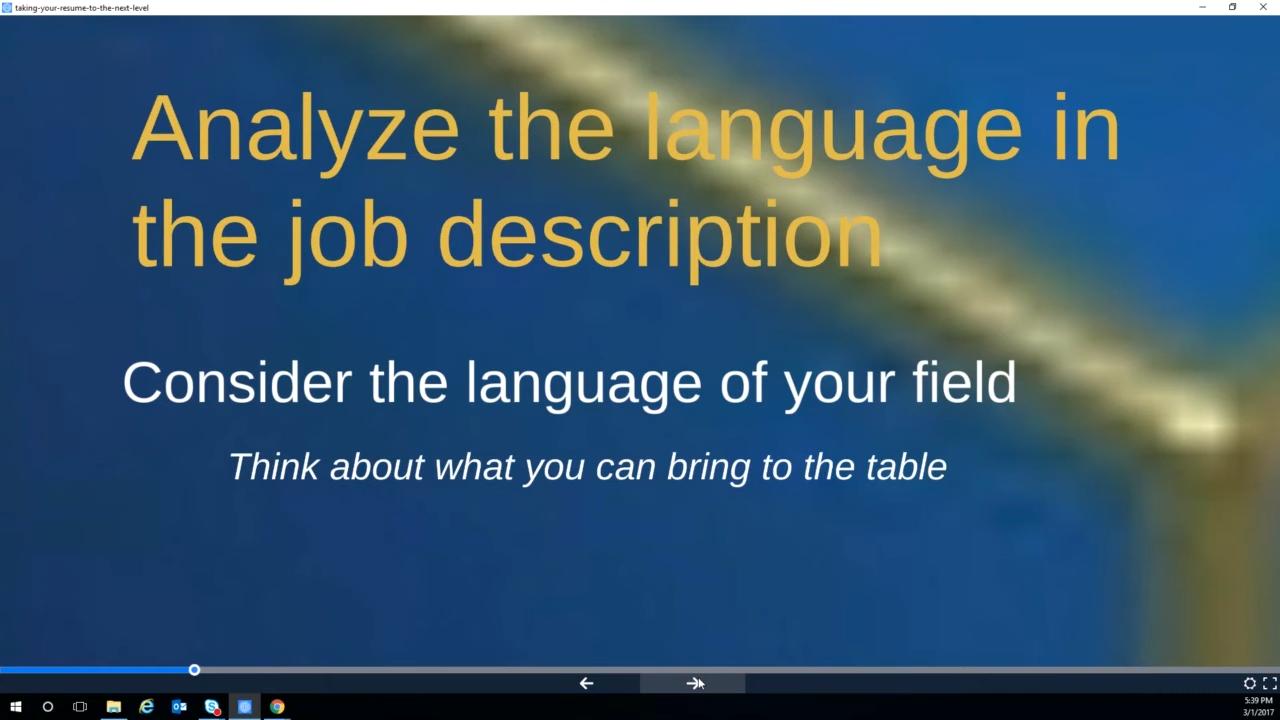 taking-your-resume-to-the-next-level
Analyze the language in
the job description
Consider the language of your field
Think about what you can bring to the table
5:39 PM
3/1/2017